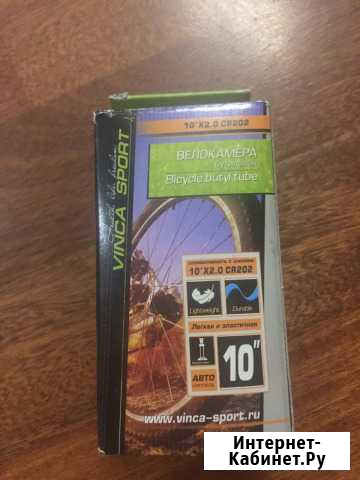 10"X2.0 CR202
VINCA SPORT
ВЕЛОКАМЕРА
Bicycle butyl tube
10"X2.0 CR202
Lightweight
Durable
Легкая и эластичная
АВТО
10"
www.vinca-sport.ru
Интернет-
Кабинет.Ру